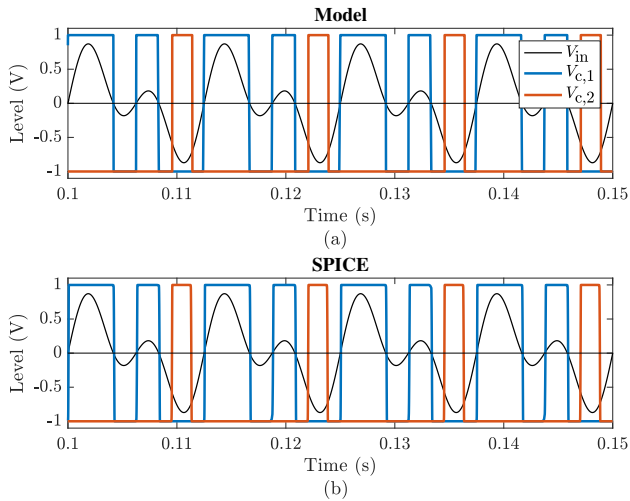 Model
1
0.5
0
-0.5
-1
Level (V)
V_in
V_c,1
V_c,2
0.1 0.11 0.12 0.13 0.14 0.15
Time (s)
(a)
SPICE
1
0.5
0
-0.5
-1
Level (V)
0.1 0.11 0.12 0.13 0.14 0.15
Time (s)
(b)